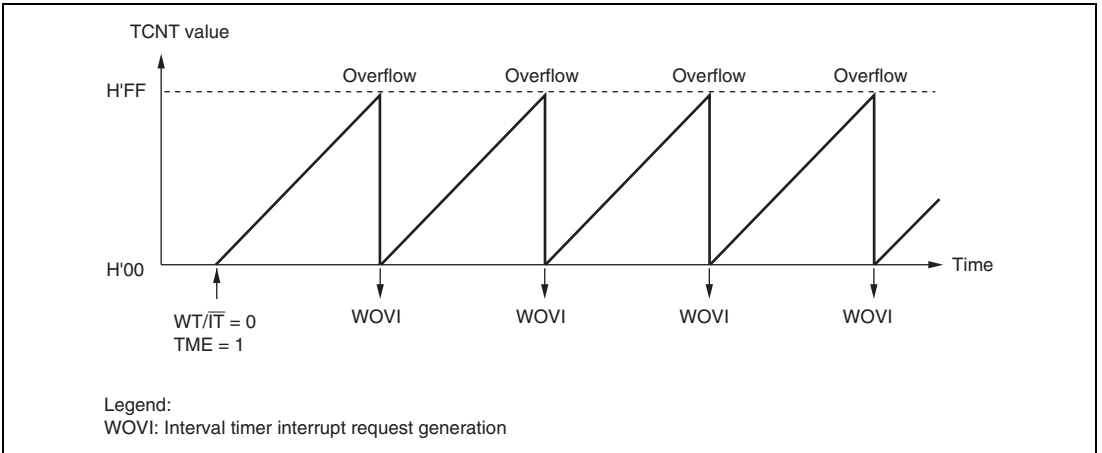 TCNT value
Overflow Overflow Overflow Overflow
H'FF
H'00
Time
WT/I̅T̅ = 0
TME = 1
WOVI WOVI WOVI WOVI
Legend:
WOVI: Interval timer interrupt request generation